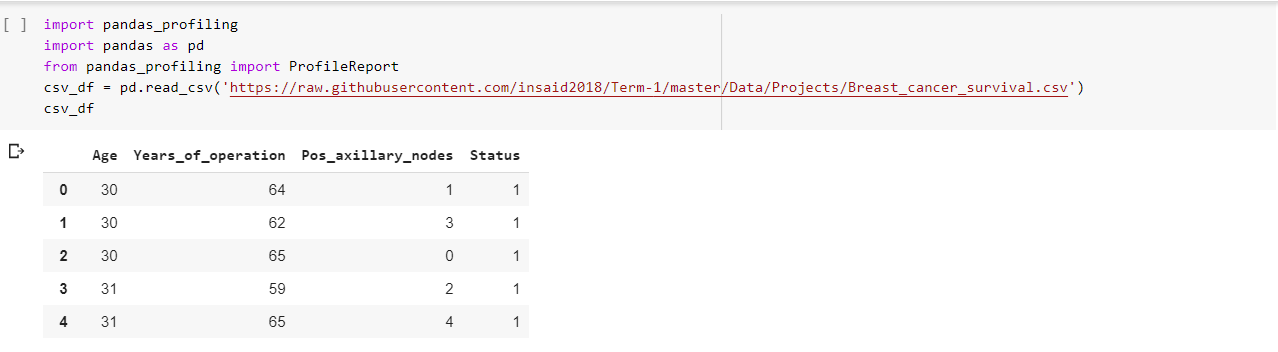 [ ] import pandas_profiling
import pandas as pd
from pandas_profiling import ProfileReport
csv_df = pd.read_csv('https://raw.githubusercontent.com/insaid2018/Term-1/master/Data/Projects/Breast_cancer_survival.csv')
csv_df
Age Years_of_operation Pos_axillary_nodes Status
0 30 64 1 1
1 30 62 3 1
2 30 65 0 1
3 31 59 2 1
4 31 65 4 1